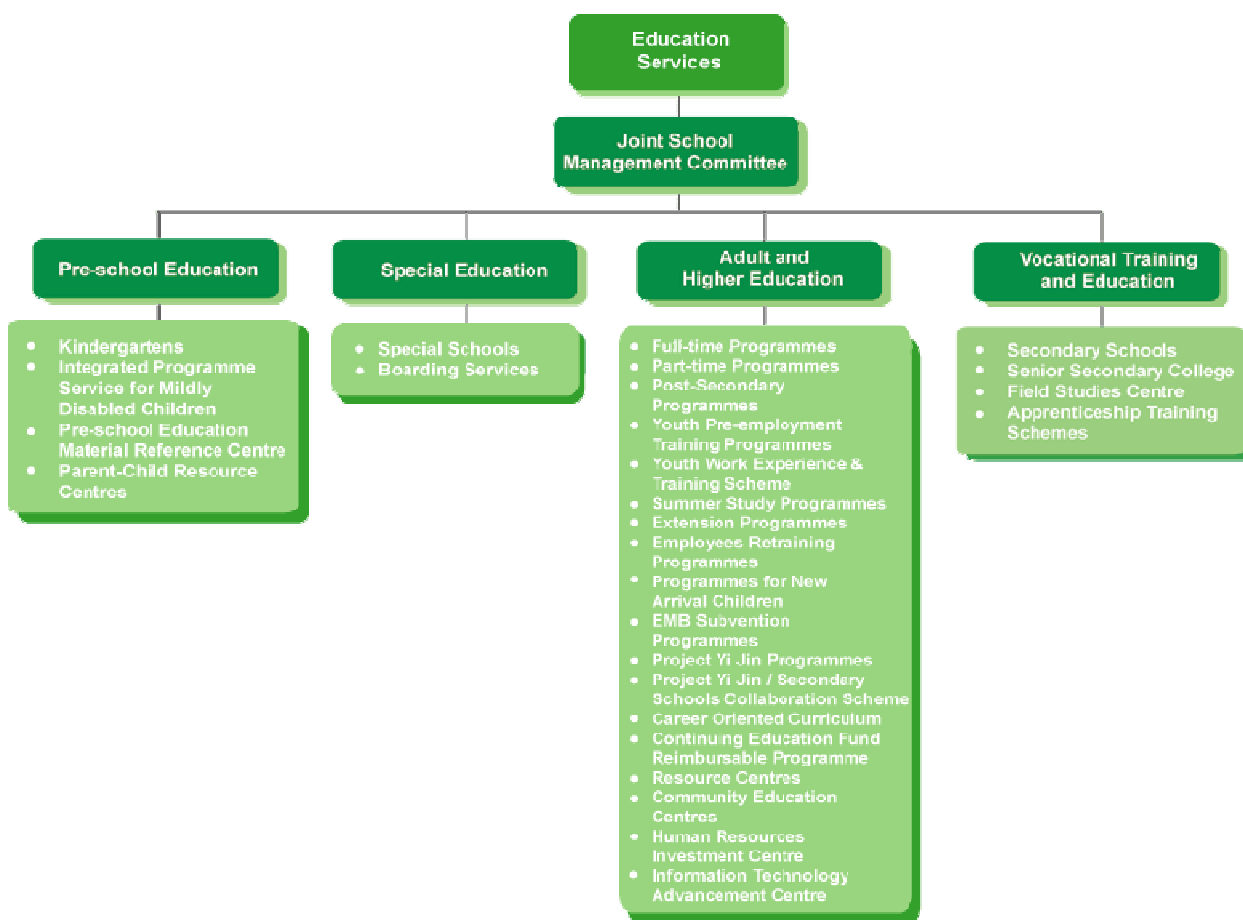 Education
Services
Joint School
Management Committee
Pre-school Education
• Kindergartens
• Integrated Programme
Service for Mildly
Disabled Children
• Pre-school Education
Material Reference Centre
• Parent-Child Resource
Centres
Special Education
• Special Schools
• Boarding Services
Adult and
Higher Education
• Full-time Programmes
• Part-time Programmes
• Post-Secondary
Programmes
• Youth Pre-employment
Training Programmes
• Youth Work Experience &
Training Scheme
• Summer Study Programmes
• Extension Programmes
• Employees Retraining
Programmes
• Programmes for New
Arrival Children
• EMB Subvention
Programmes
• Project Yi Jin Programmes
• Project Yi Jin / Secondary
Schools Collaboration Scheme
• Career Oriented Curriculum
• Continuing Education Fund
Reimbursable Programme
• Resource Centres
• Community Education
Centres
• Human Resources
Investment Centre
• Information Technology
Advancement Centre
Vocational Training
and Education
• Secondary Schools
• Senior Secondary College
• Field Studies Centre
• Apprenticeship Training
Schemes